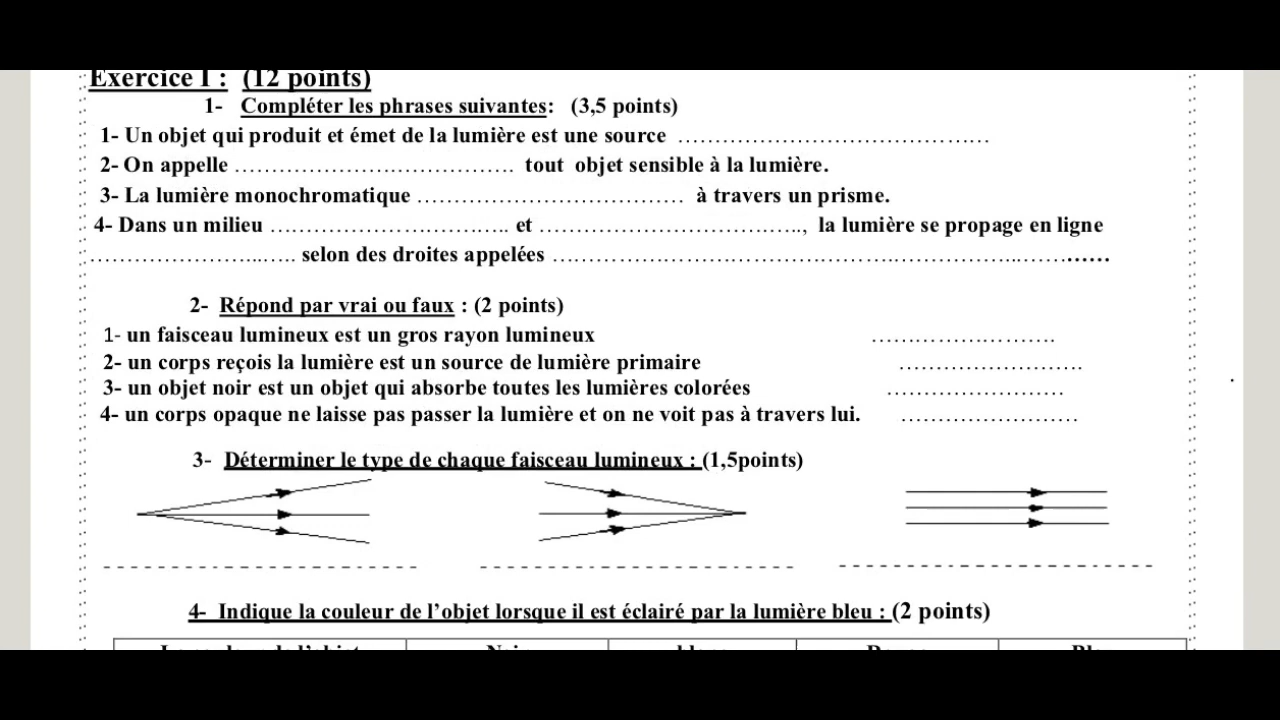 Exercice I : (12 points)
1- Compléter les phrases suivantes: (3,5 points)
1- Un objet qui produit et émet de la lumière est une source ……………………………………
2- On appelle ………………………………. tout objet sensible à la lumière.
3- La lumière monochromatique ……………………………… à travers un prisme.
4- Dans un milieu ………………………….. et …………………………….., la lumière se propage en ligne
……………………….. selon des droites appelées ……………………………………………………………………
2- Répond par vrai ou faux : (2 points)
1- un faisceau lumineux est un gros rayon lumineux …………………….
2- un corps reçois la lumière est un source de lumière primaire …………………….
3- un objet noir est un objet qui absorbe toutes les lumières colorées ……………………
4- un corps opaque ne laisse pas passer la lumière et on ne voit pas à travers lui. ……………………
3- Déterminer le type de chaque faisceau lumineux : (1,5points)
4- Indique la couleur de l’objet lorsque il est éclairé par la lumière bleu : (2 points)